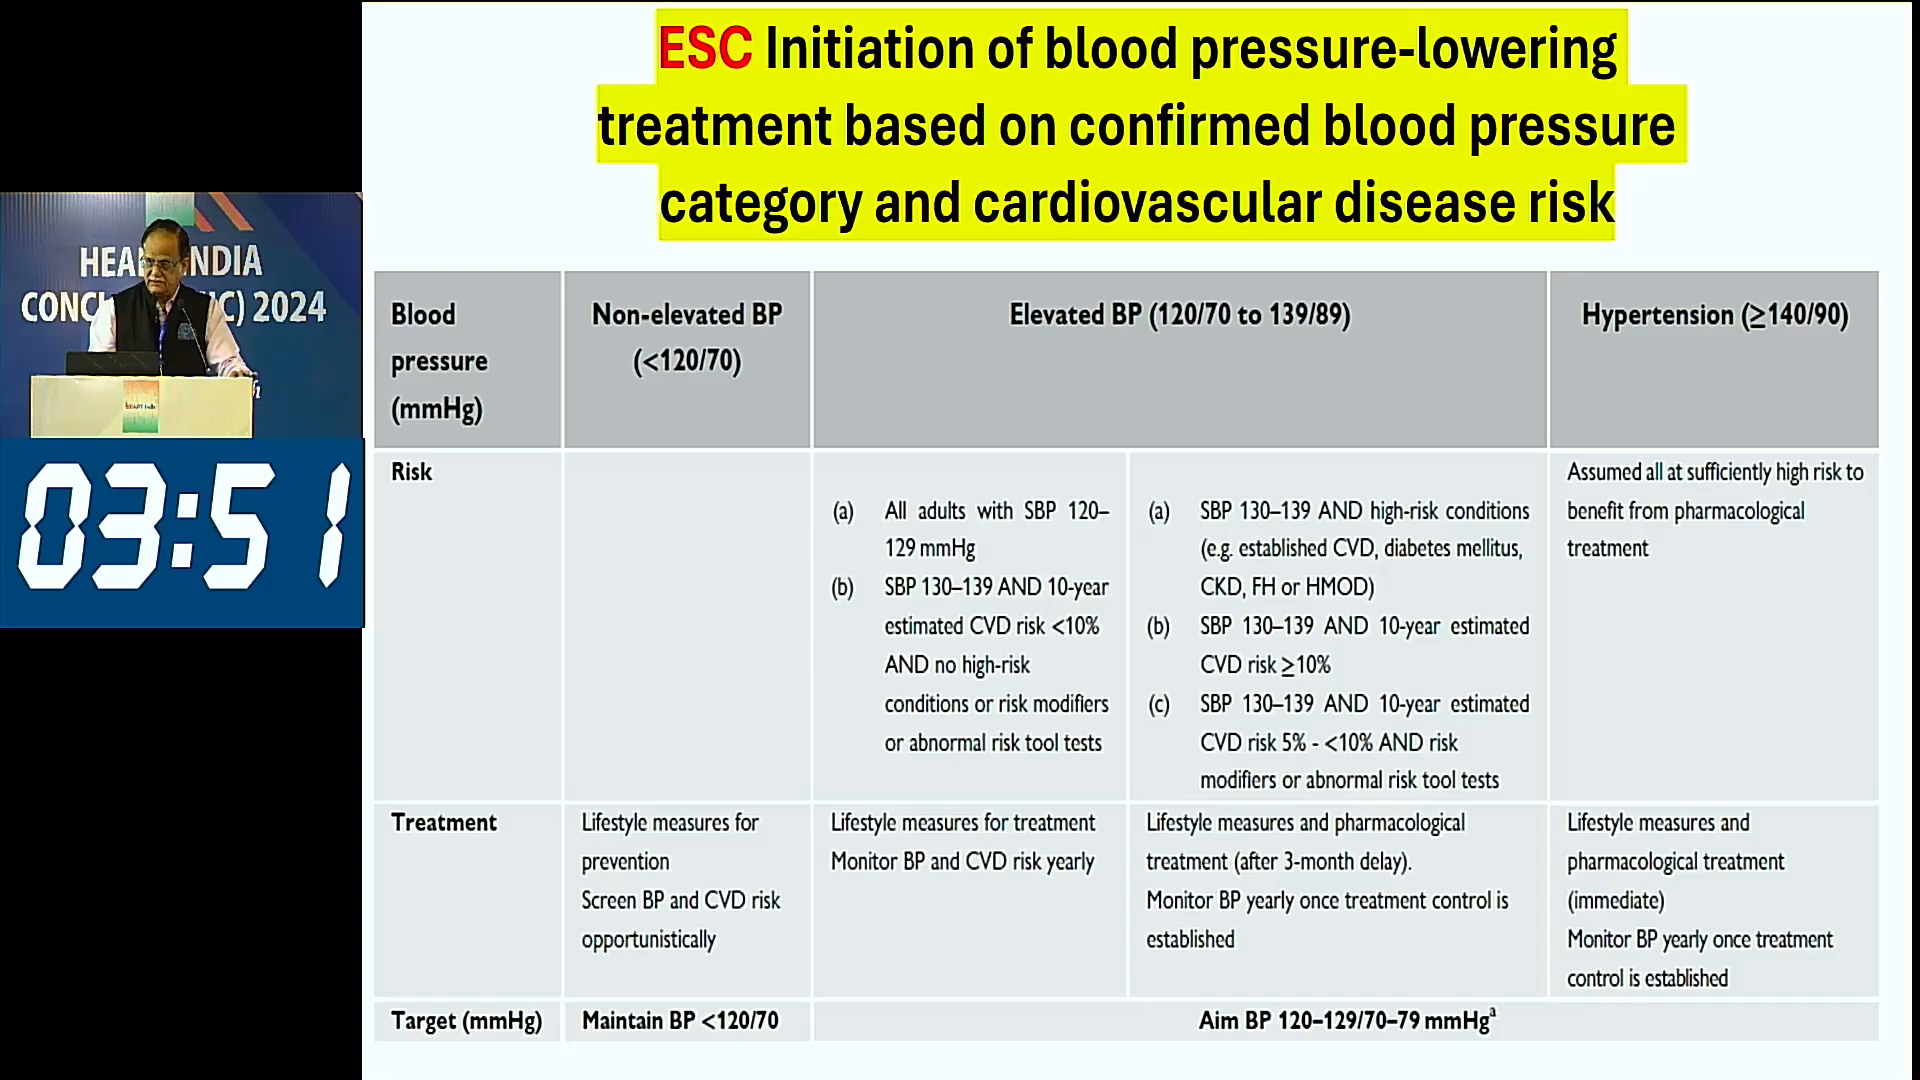 ESC Initiation of blood pressure-lowering
treatment based on confirmed blood pressure
category and cardiovascular disease risk
NDIA
2024
03:51
Blood
pressure
(mmHg)
Non-elevated BP
(<120/70)
Elevated BP (120/70 to 139/89)
Hypertension (≥140/90)
Risk
(a) All adults with SBP 120–
129 mmHg
(b) SBP 130–139 AND 10-year
estimated CVD risk <10%
AND no high-risk
conditions or risk modifiers
or abnormal risk tool tests
(a) SBP 130–139 AND high-risk conditions
(e.g. established CVD, diabetes mellitus,
CKD, FH or HMOD)
(b) SBP 130–139 AND 10-year estimated
CVD risk ≥10%
(c) SBP 130–139 AND 10-year estimated
CVD risk 5% - <10% AND risk
modifiers or abnormal risk tool tests
Assumed all at sufficiently high risk to
benefit from pharmacological
treatment
Treatment
Lifestyle measures for
prevention
Screen BP and CVD risk
opportunistically
Lifestyle measures for treatment
Monitor BP and CVD risk yearly
Lifestyle measures and pharmacological
treatment (after 3-month delay).
Monitor BP yearly once treatment control is
established
Lifestyle measures and
pharmacological treatment
(immediate)
Monitor BP yearly once treatment
control is established
Target (mmHg)
Maintain BP <120/70
Aim BP 120–129/70–79 mmHgª